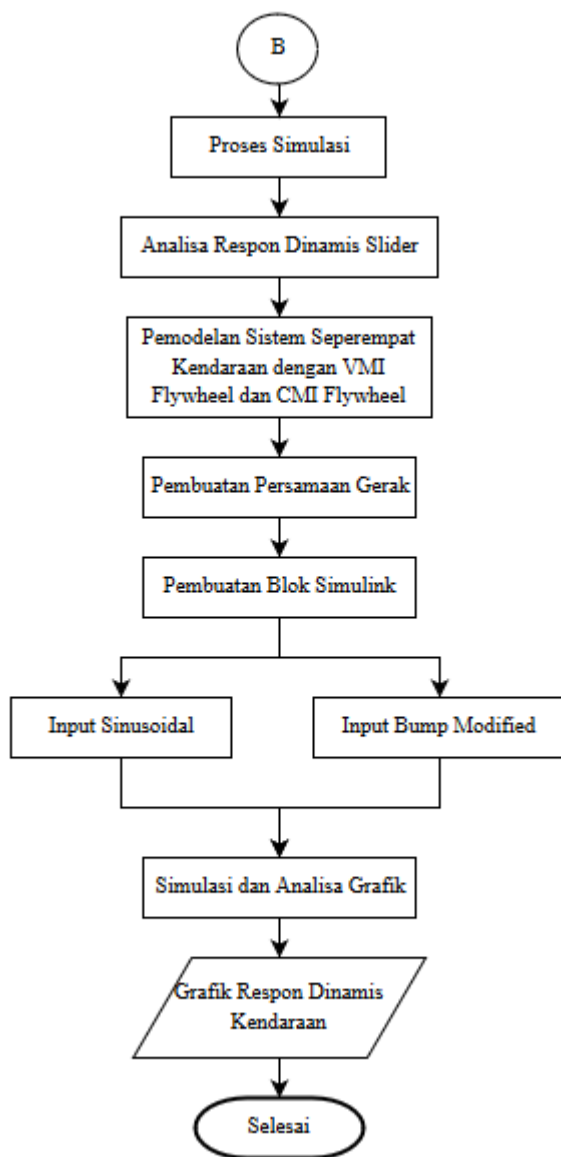 B
Proses Simulasi
Analisa Respon Dinamis Slider
Pemodelan Sistem Seperempat
Kendaraan dengan VMI
Flywheel dan CMI Flywheel
Pembuatan Persamaan Gerak
Pembuatan Blok Simulink
Input Sinusoidal
Input Bump Modified
Simulasi dan Analisa Grafik
Grafik Respon Dinamis
Kendaraan
Selesai